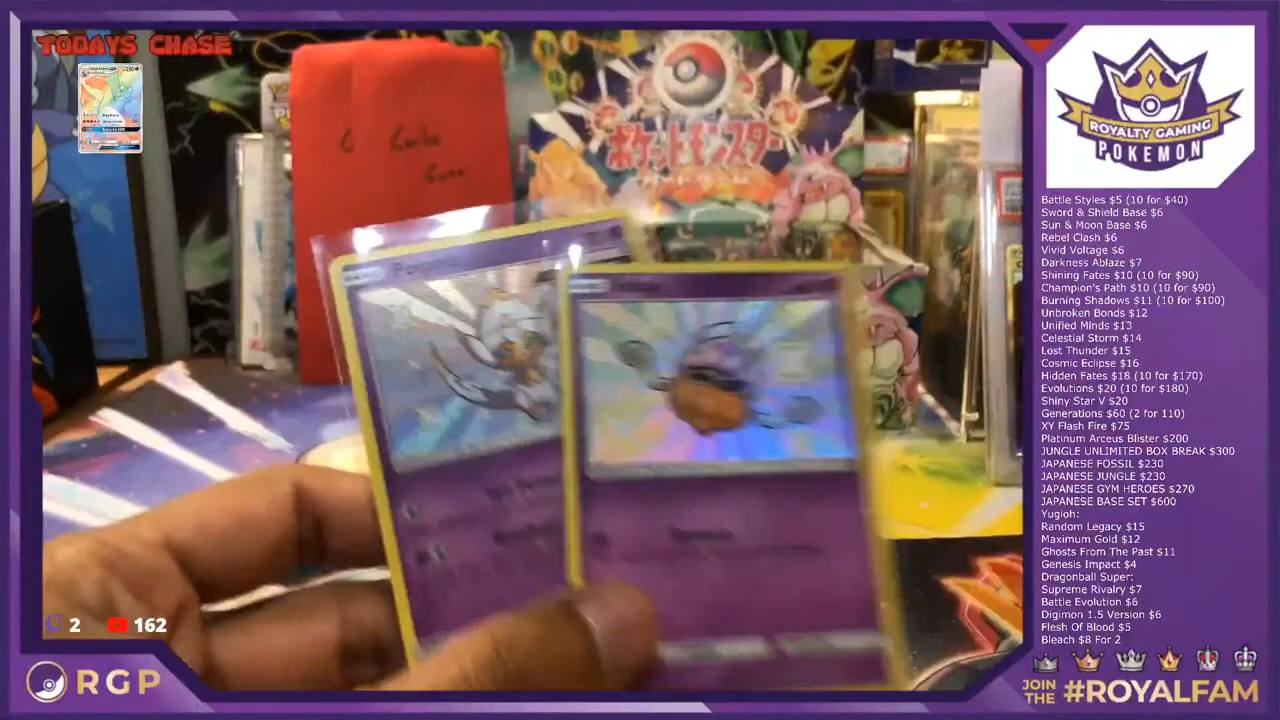 TODAYS CHASE
ポケットモンスター
ROYALTY GAMING
POKEMON
Battle Styles $5 (10 for $40)
Sword & Shield Base $6
Sun & Moon Base $6
Rebel Clash $6
Vivid Voltage $6
Darkness Ablaze $7
Shining Fates $10 (10 for $90)
Champion's Path $10 (10 for $90)
Burning Shadows $11 (10 for $100)
Unbroken Bonds $12
Unified Minds $13
Celestial Storm $14
Lost Thunder $15
Cosmic Eclipse $16
Hidden Fates $18 (10 for $170)
Evolutions $20 (10 for $180)
Shiny Star V $20
Generations $60 (2 for 110)
XY Flash Fire $75
Platinum Arceus Blister $200
JUNGLE UNLIMITED BOX BREAK $300
JAPANESE FOSSIL $230
JAPANESE JUNGLE $230
JAPANESE GYM HEROES $270
JAPANESE BASE SET $600
Yugioh:
Random Legacy $15
Maximum Gold $12
Ghosts From The Past $11
Genesis Impact $4
Dragonball Super:
Supreme Rivalry $7
Battle Evolution $6
Digimon 1.5 Version $6
Flesh Of Blood $5
Bleach $8 For 2
2 162
RGP
JOIN THE #ROYALFAM